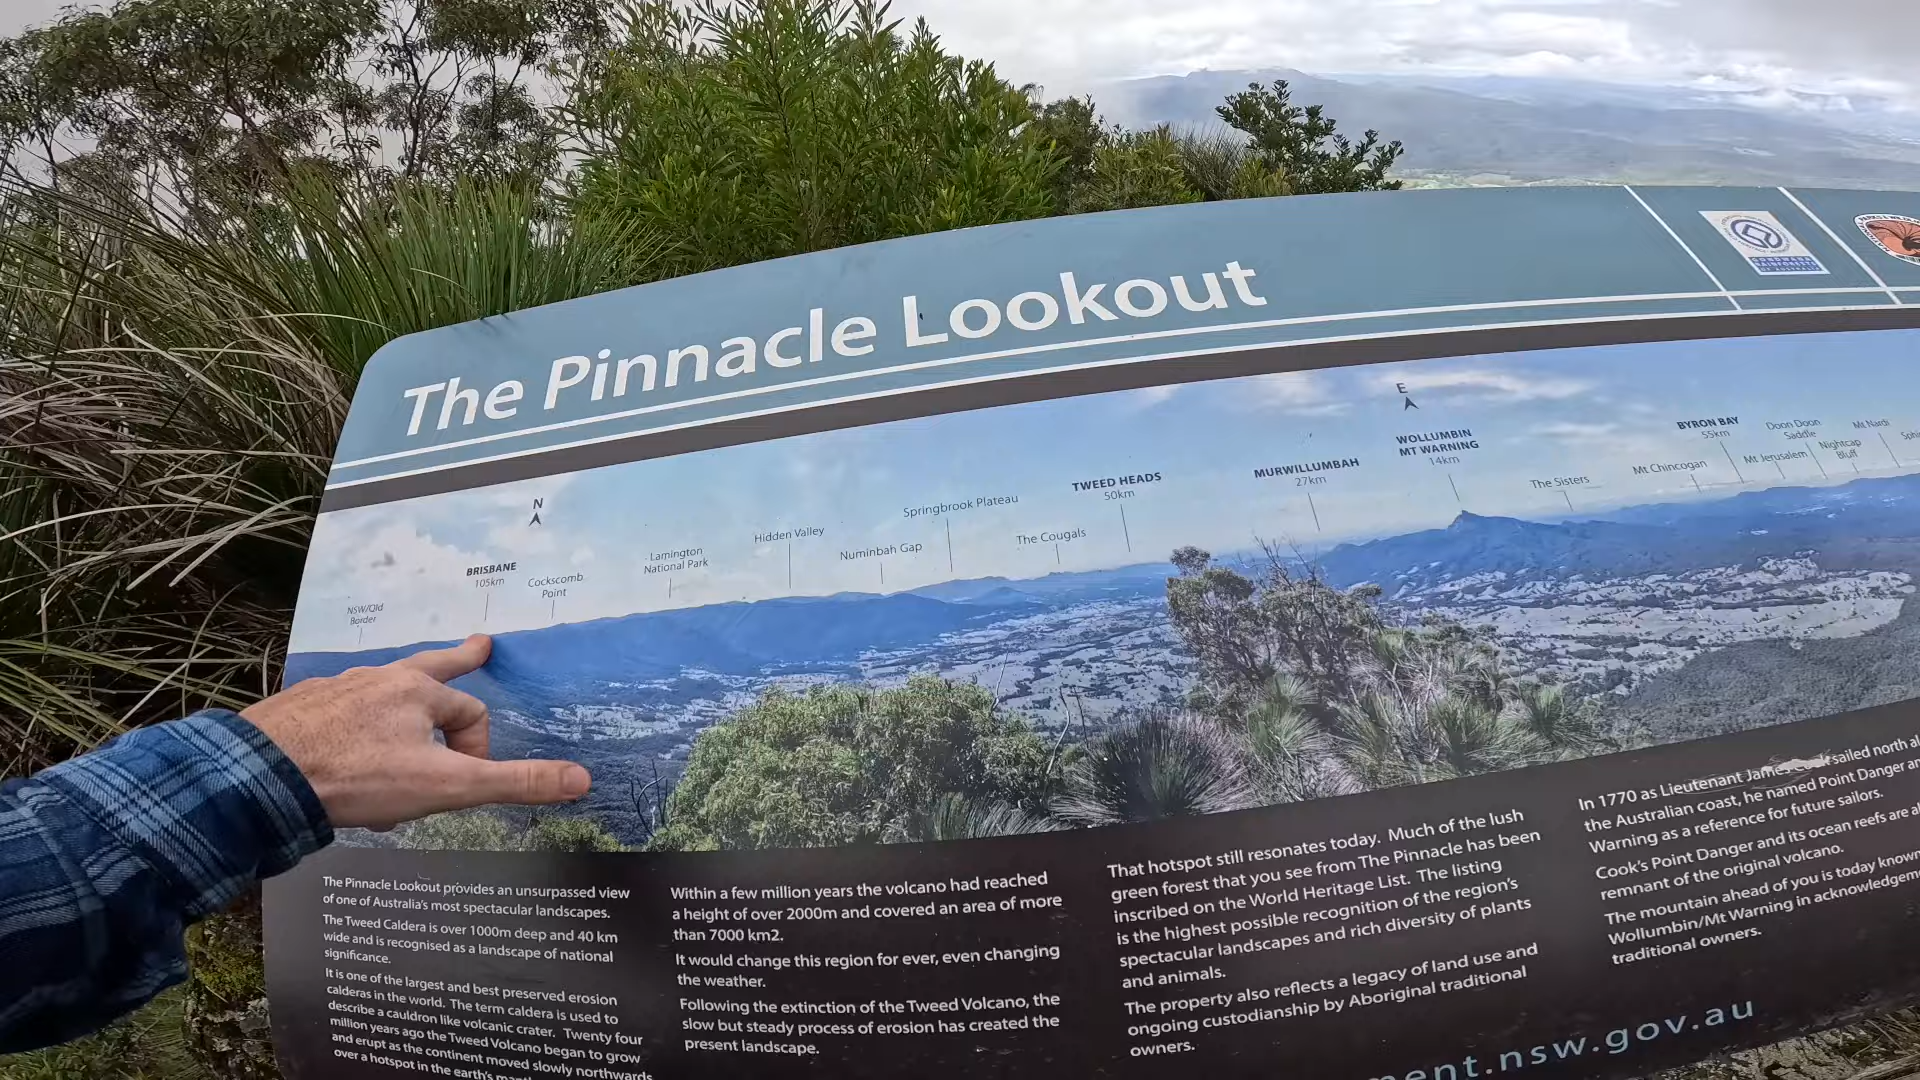 The Pinnacle Lookout
GONDWANA
RAINFORESTS
OF AUSTRALIA
N
E
NSW/Qld
Border
BRISBANE
105km
Cockscomb
Point
Lamington
National Park
Hidden Valley
Numinbah Gap
Springbrook Plateau
The Cougals
TWEED HEADS
50km
MURWILLUMBAH
27km
WOLLUMBIN
MT WARNING
14km
The Sisters
Mt Chincogan
BYRON BAY
55km
Mt Jerusalem
Doon Doon
Saddle
Nightcap
Bluff
Mt Nardi
The Pinnacle Lookout provides an unsurpassed view
of one of Australia's most spectacular landscapes.
The Tweed Caldera is over 1000m deep and 40 km
wide and is recognised as a landscape of national
significance.
It is one of the largest and best preserved erosion
calderas in the world. The term caldera is used to
describe a cauldron like volcanic crater. Twenty four
million years ago the Tweed Volcano began to grow
and erupt as the continent moved slowly northwards
over a hotspot in the earth's
Within a few million years the volcano had reached
a height of over 2000m and covered an area of more
than 7000 km2.
It would change this region for ever, even changing
the weather.
Following the extinction of the Tweed Volcano, the
slow but steady process of erosion has created the
present landscape.
That hotspot still resonates today. Much of the lush
green forest that you see from The Pinnacle has been
inscribed on the World Heritage List. The listing
is the highest possible recognition of the region's
spectacular landscapes and rich diversity of plants
and animals.
The property also reflects a legacy of land use and
ongoing custodianship by Aboriginal traditional
owners.
In 1770 as Lieutenant James Cook sailed north
the Australian coast, he named Point Danger
Warning as a reference for future sailors.
Cook's Point Danger and its ocean reefs are
remnant of the original volcano.
The mountain ahead of you is today known
Wollumbin/Mt Warning in
traditional owners.
ment.nsw.gov.au